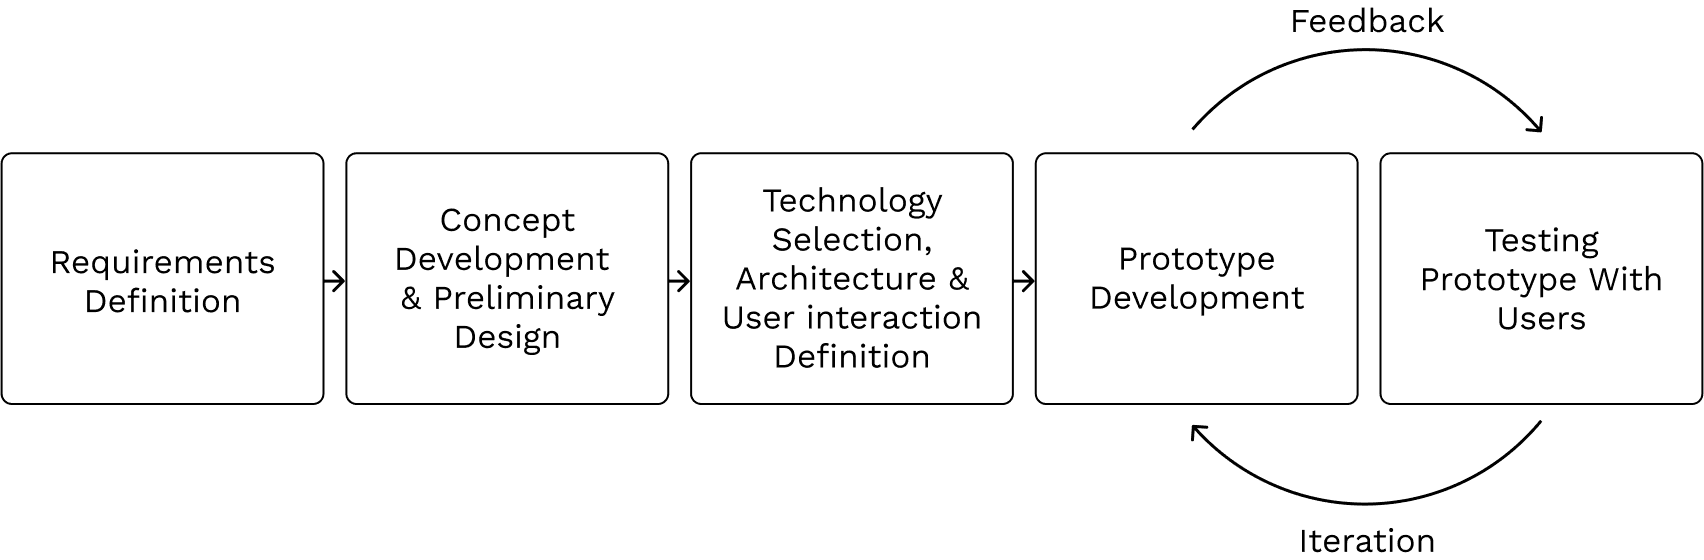 Feedback
Requirements
Definition
Concept
Development
& Preliminary
Design
Technology
Selection,
Architecture &
User interaction
Definition
Prototype
Development
Testing
Prototype With
Users
Iteration